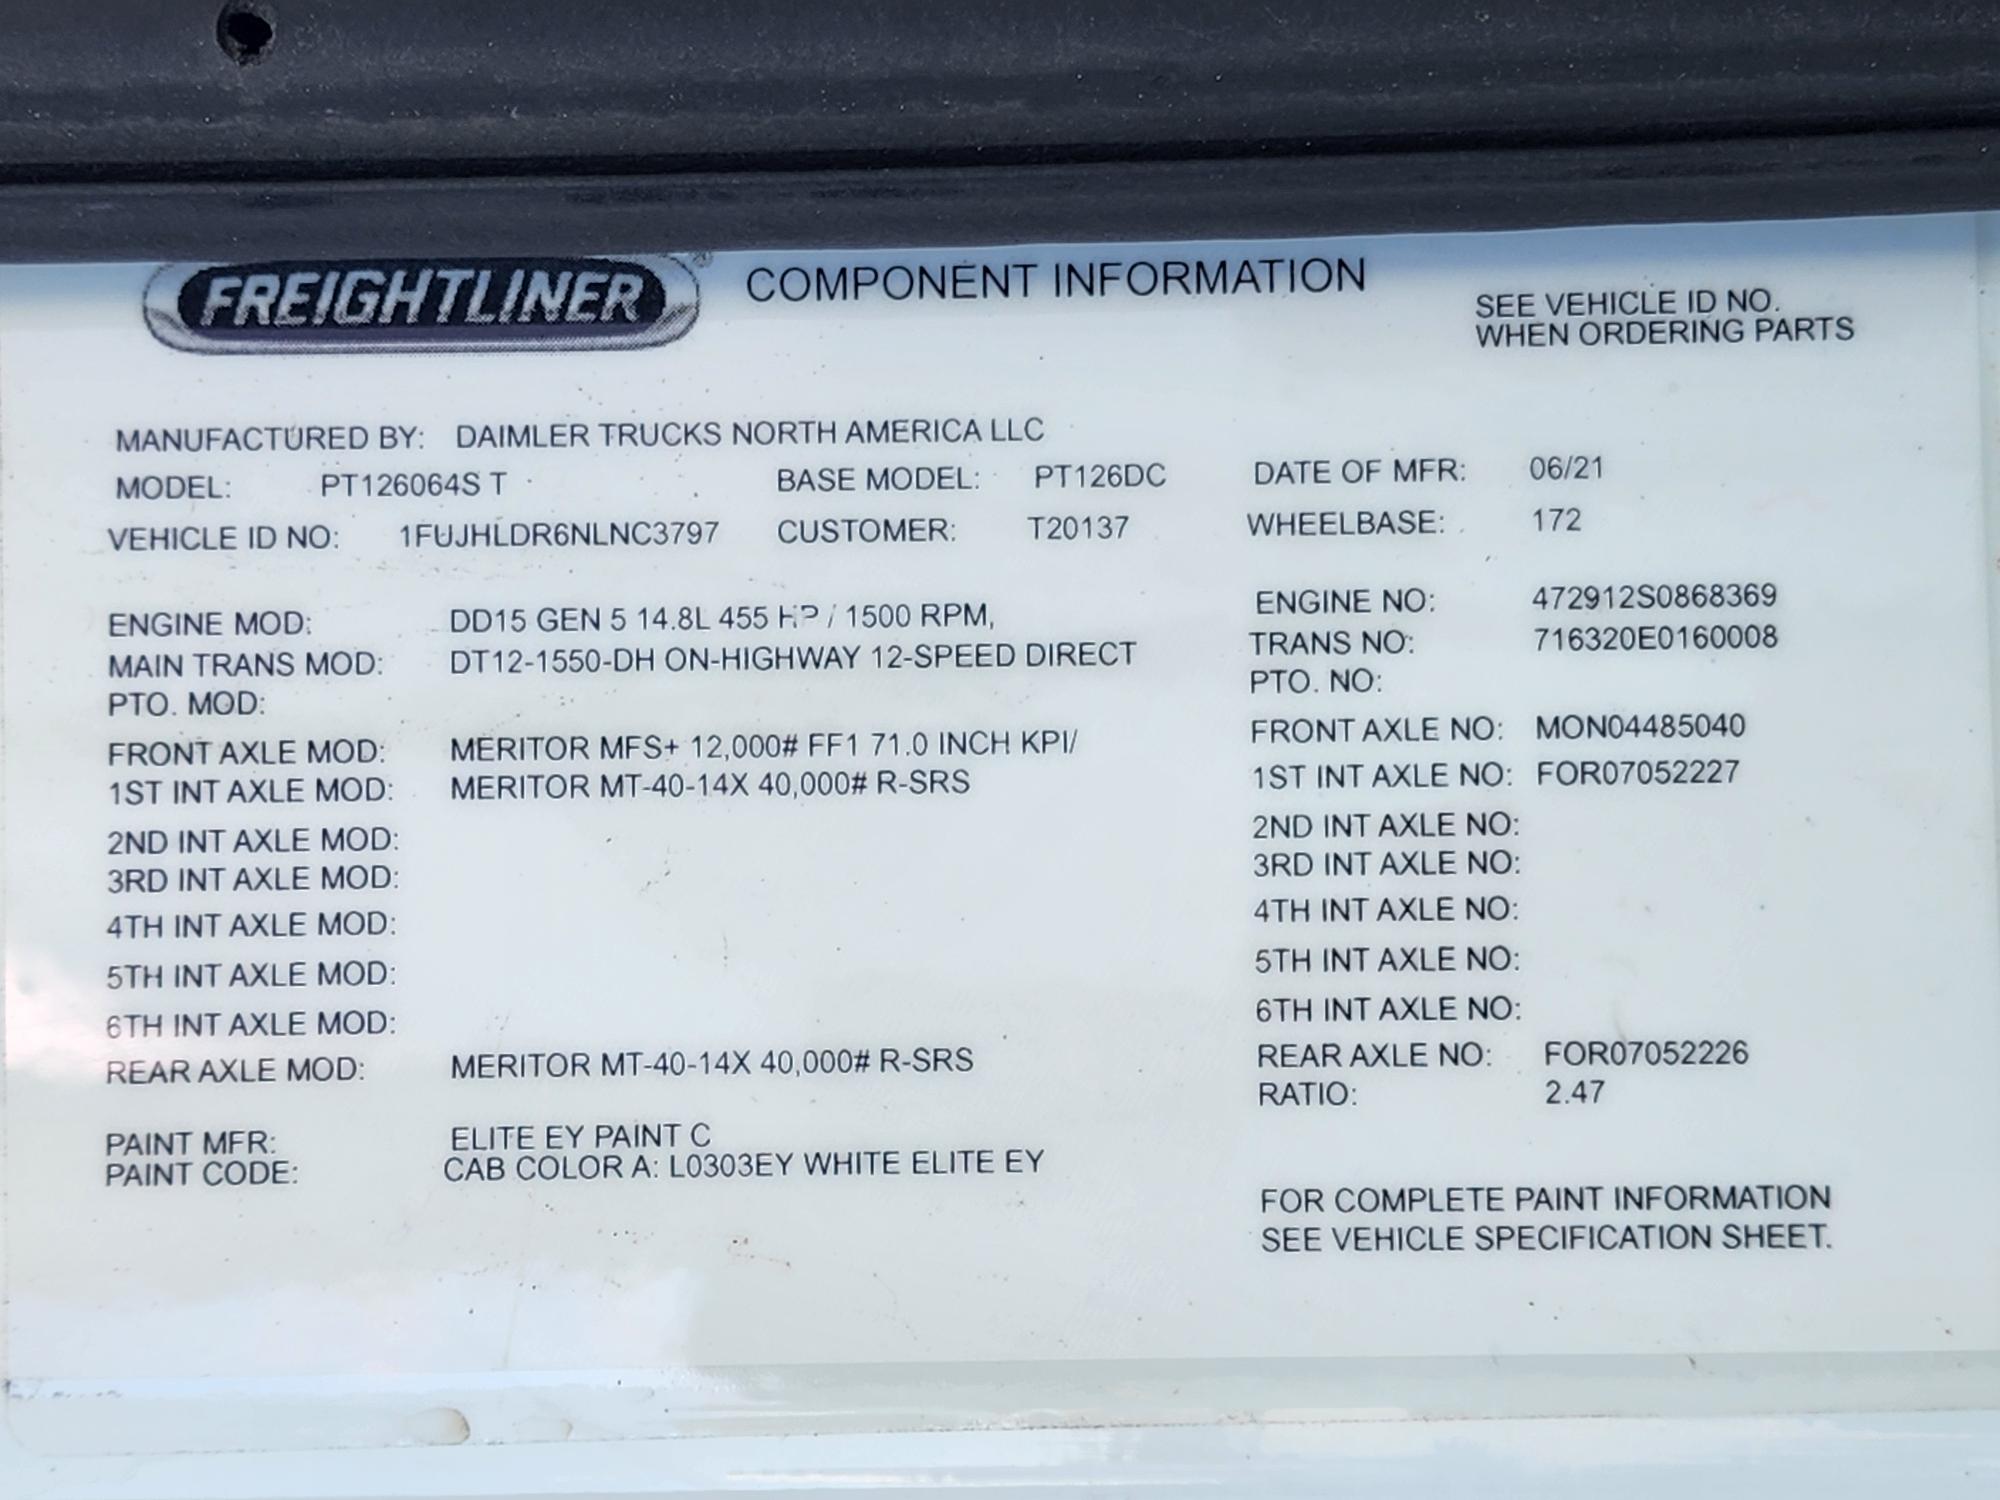 FREIGHTLINER® COMPONENT INFORMATION
SEE VEHICLE ID NO.
WHEN ORDERING PARTS
MANUFACTURED BY: DAIMLER TRUCKS NORTH AMERICA LLC
MODEL: PT126064S T BASE MODEL: PT126DC DATE OF MFR: 06/21
VEHICLE ID NO: 1FUJHLDR6NLNC3797 CUSTOMER: T20137 WHEELBASE: 172
ENGINE MOD: DD15 GEN 5 14.8L 455 HP / 1500 RPM, ENGINE NO: 472912S0868369
MAIN TRANS MOD: DT12-1550-DH ON-HIGHWAY 12-SPEED DIRECT TRANS NO: 716320E0160008
PTO. MOD: PTO. NO:
FRONT AXLE MOD: MERITOR MFS+ 12,000# FF1 71.0 INCH KPI/ FRONT AXLE NO: MON04485040
1ST INT AXLE MOD: MERITOR MT-40-14X 40,000# R-SRS 1ST INT AXLE NO: FOR07052227
2ND INT AXLE MOD: 2ND INT AXLE NO:
3RD INT AXLE MOD: 3RD INT AXLE NO:
4TH INT AXLE MOD: 4TH INT AXLE NO:
5TH INT AXLE MOD: 5TH INT AXLE NO:
6TH INT AXLE MOD: 6TH INT AXLE NO:
REAR AXLE MOD: MERITOR MT-40-14X 40,000# R-SRS REAR AXLE NO: FOR07052226
RATIO: 2.47
PAINT MFR: ELITE EY PAINT C
PAINT CODE: CAB COLOR A: L0303EY WHITE ELITE EY
FOR COMPLETE PAINT INFORMATION
SEE VEHICLE SPECIFICATION SHEET.